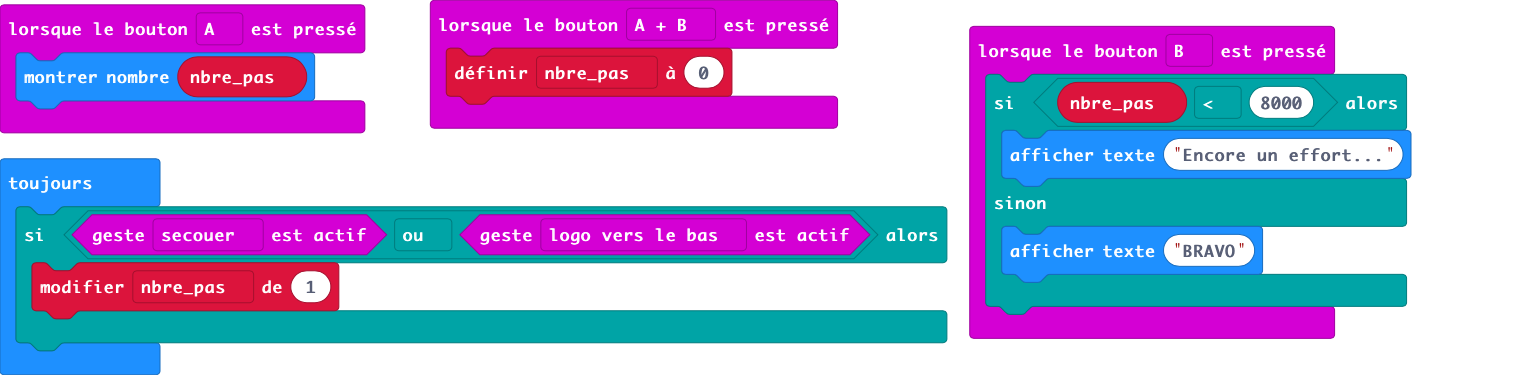 lorsque le bouton A est pressé
montrer nombre nbre_pas
lorsque le bouton A + B est pressé
définir nbre_pas à 0
toujours
si geste secouer est actif ou geste logo vers le bas est actif alors
modifier nbre_pas de 1
lorsque le bouton B est pressé
si nbre_pas < 8000 alors
afficher texte "Encore un effort..."
sinon
afficher texte "BRAVO"